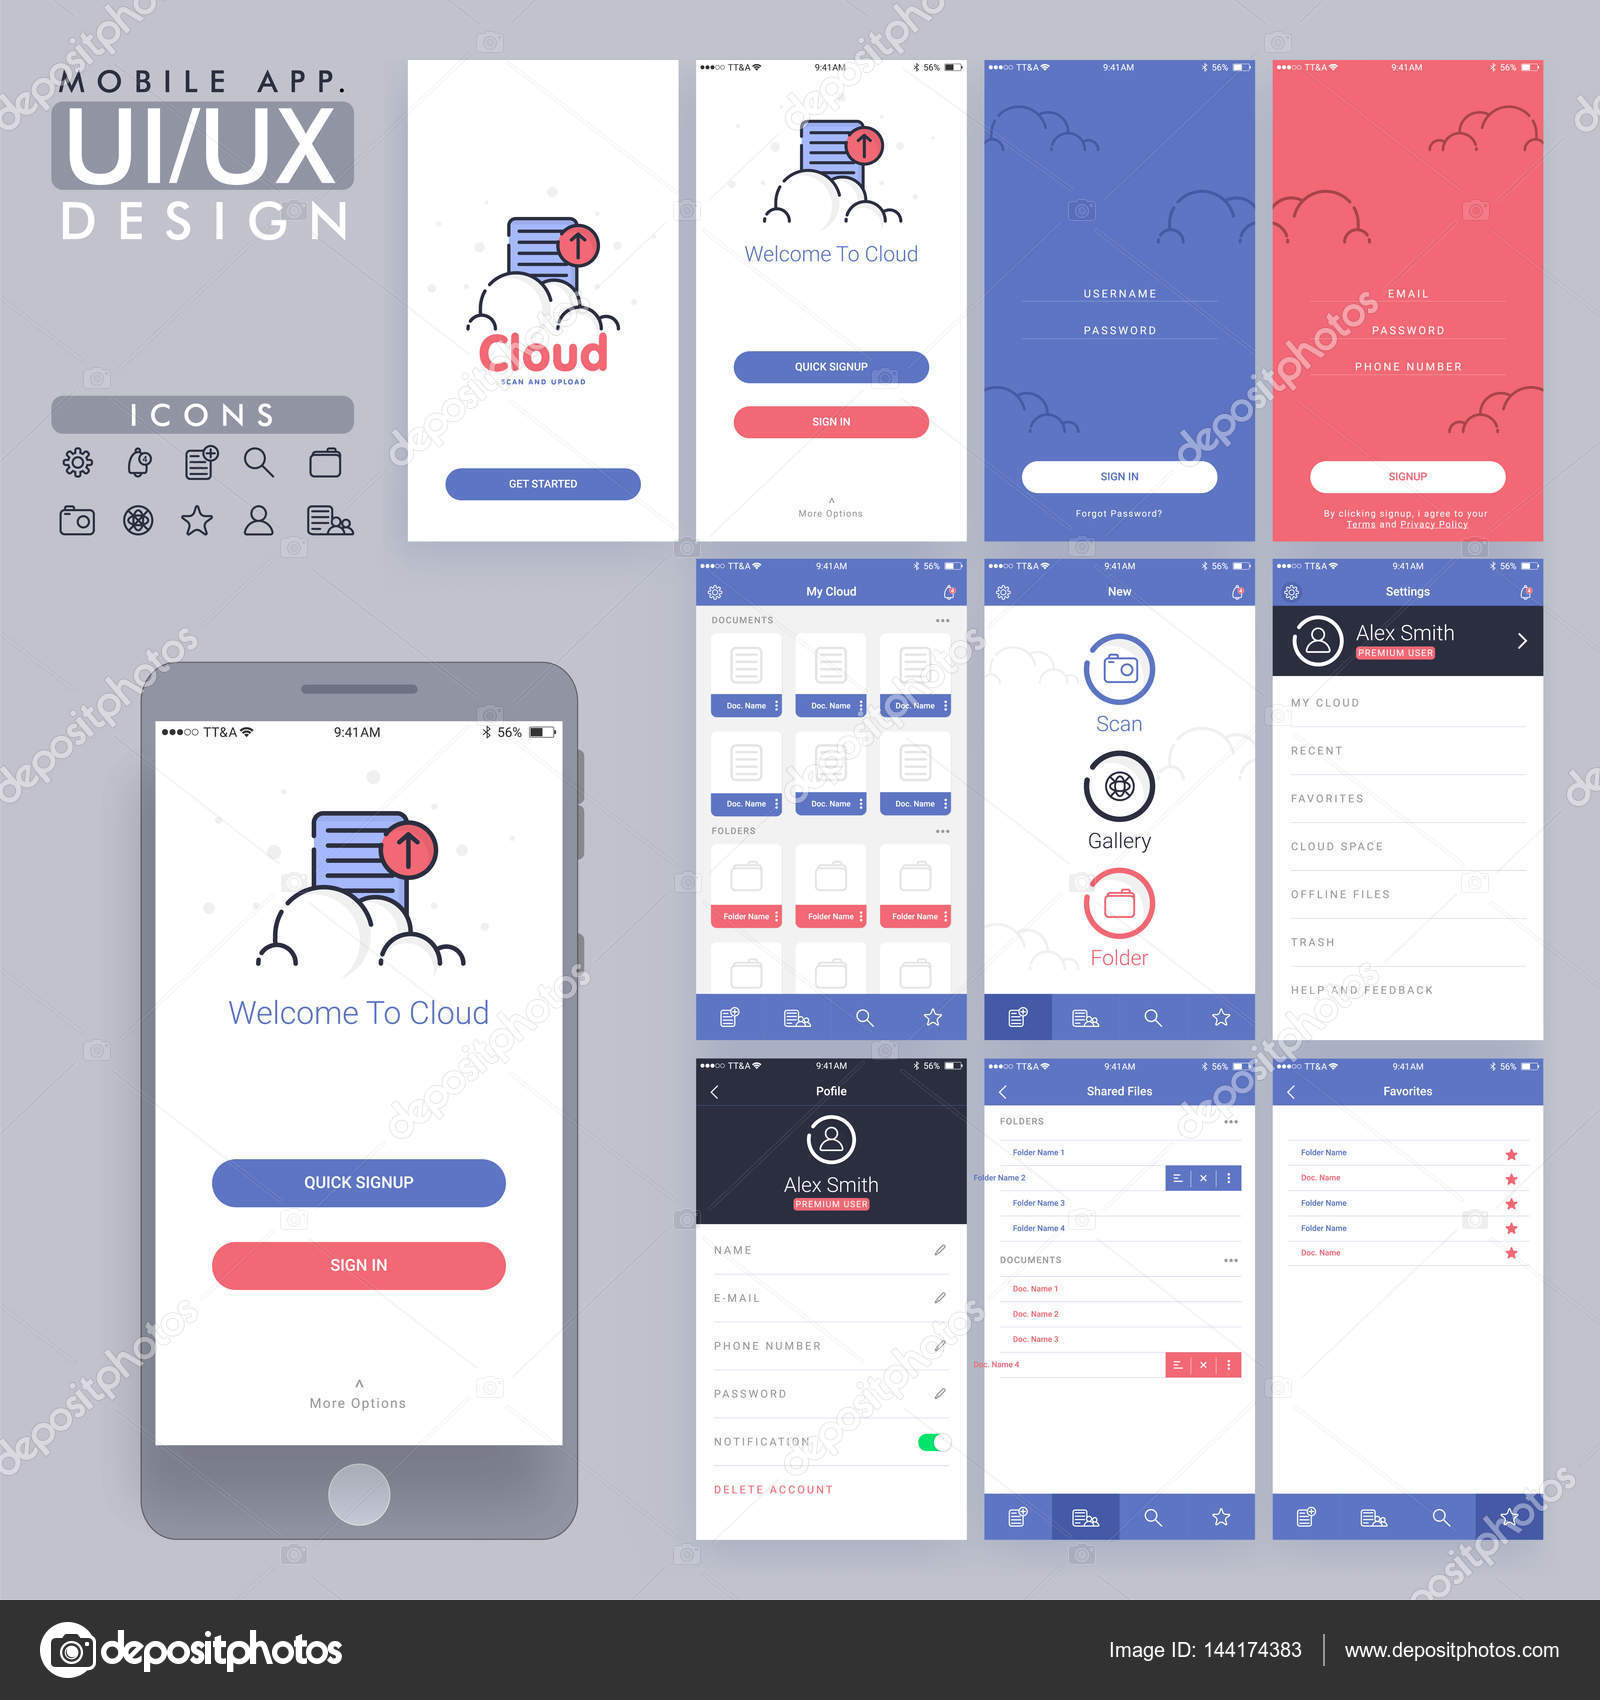 MOBILE APP.
UI/UX
DESIGN
ICONS
4
Cloud
SCAN AND UPLOAD
GET STARTED
TT&A 9:41AM 56%
Welcome To Cloud
QUICK SIGNUP
SIGN IN
More Options
TT&A 9:41AM 56%
USERNAME
PASSWORD
SIGN IN
Forgot Password?
TT&A 9:41AM 56%
EMAIL
PASSWORD
PHONE NUMBER
SIGNUP
By clicking signup, i agree to your
Terms and Privacy Policy
TT&A 9:41AM 56%
My Cloud
DOCUMENTS
Doc. Name Doc. Name Doc. Name
Doc. Name Doc. Name Doc. Name
FOLDERS
Folder Name Folder Name Folder Name
TT&A 9:41AM 56%
New
Scan
Gallery
Folder
TT&A 9:41AM 56%
Settings
Alex Smith
PREMIUM USER
MY CLOUD
RECENT
FAVORITES
CLOUD SPACE
OFFLINE FILES
TRASH
HELP AND FEEDBACK
TT&A 9:41AM 56%
Welcome To Cloud
QUICK SIGNUP
SIGN IN
More Options
TT&A 9:41AM 56%
Pofile
Alex Smith
PREMIUM USER
NAME
E-MAIL
PHONE NUMBER
PASSWORD
NOTIFICATION
DELETE ACCOUNT
TT&A 9:41AM 56%
Shared Files
FOLDERS
Folder Name 1
Folder Name 2
Folder Name 3
Folder Name 4
DOCUMENTS
Doc. Name 1
Doc. Name 2
Doc. Name 3
Doc. Name 4
TT&A 9:41AM 56%
Favorites
Folder Name
Doc. Name
Folder Name
Folder Name
Doc. Name
depositphotos
Image ID: 144174383 www.depositphotos.com